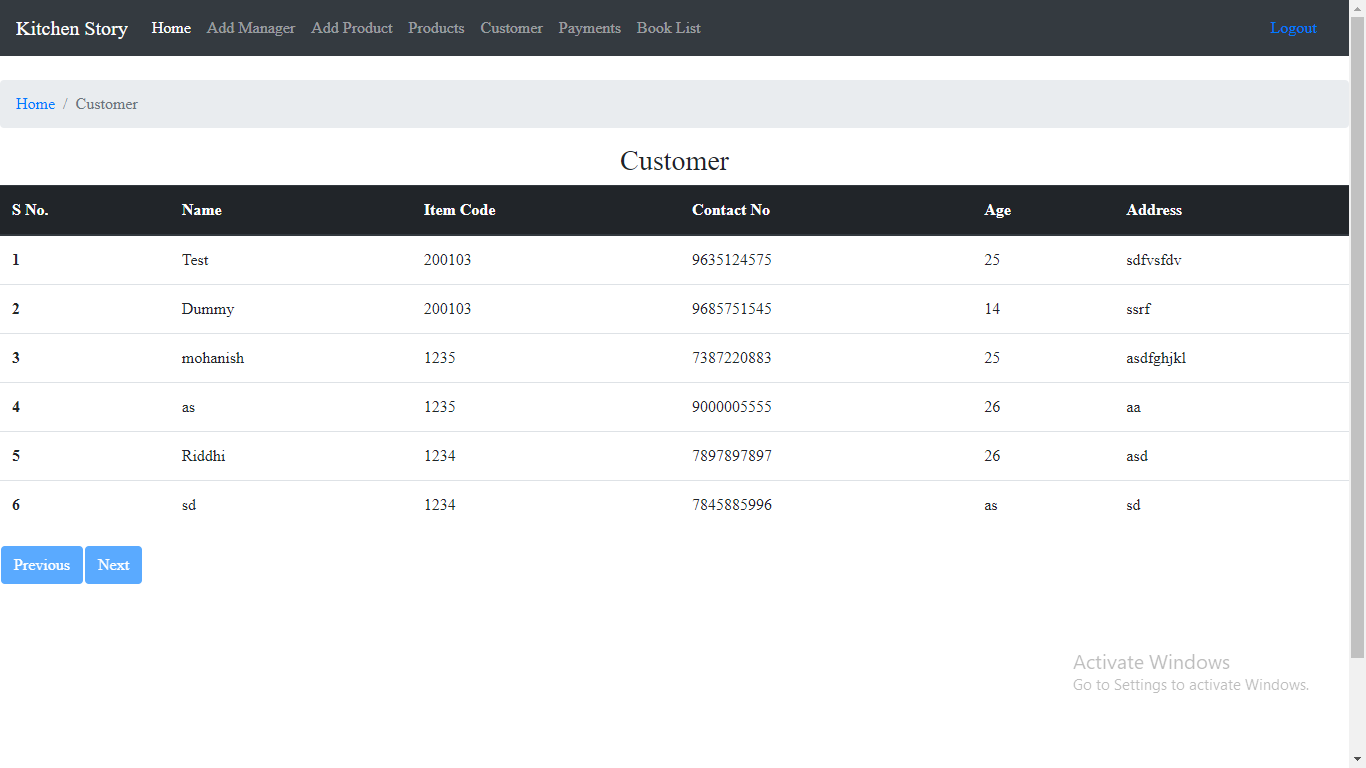 Kitchen Story Home Add Manager Add Product Products Customer Payments Book List Logout
Home / Customer
Customer
S No. Name Item Code Contact No Age Address
1 Test 200103 9635124575 25 sdfvsfdv
2 Dummy 200103 9685751545 14 ssrf
3 mohanish 1235 7387220883 25 asdfghjkl
4 as 1235 9000005555 26 aa
5 Riddhi 1234 7897897897 26 asd
6 sd 1234 7845885996 as sd
Previous Next
Activate Windows
Go to Settings to activate Windows.